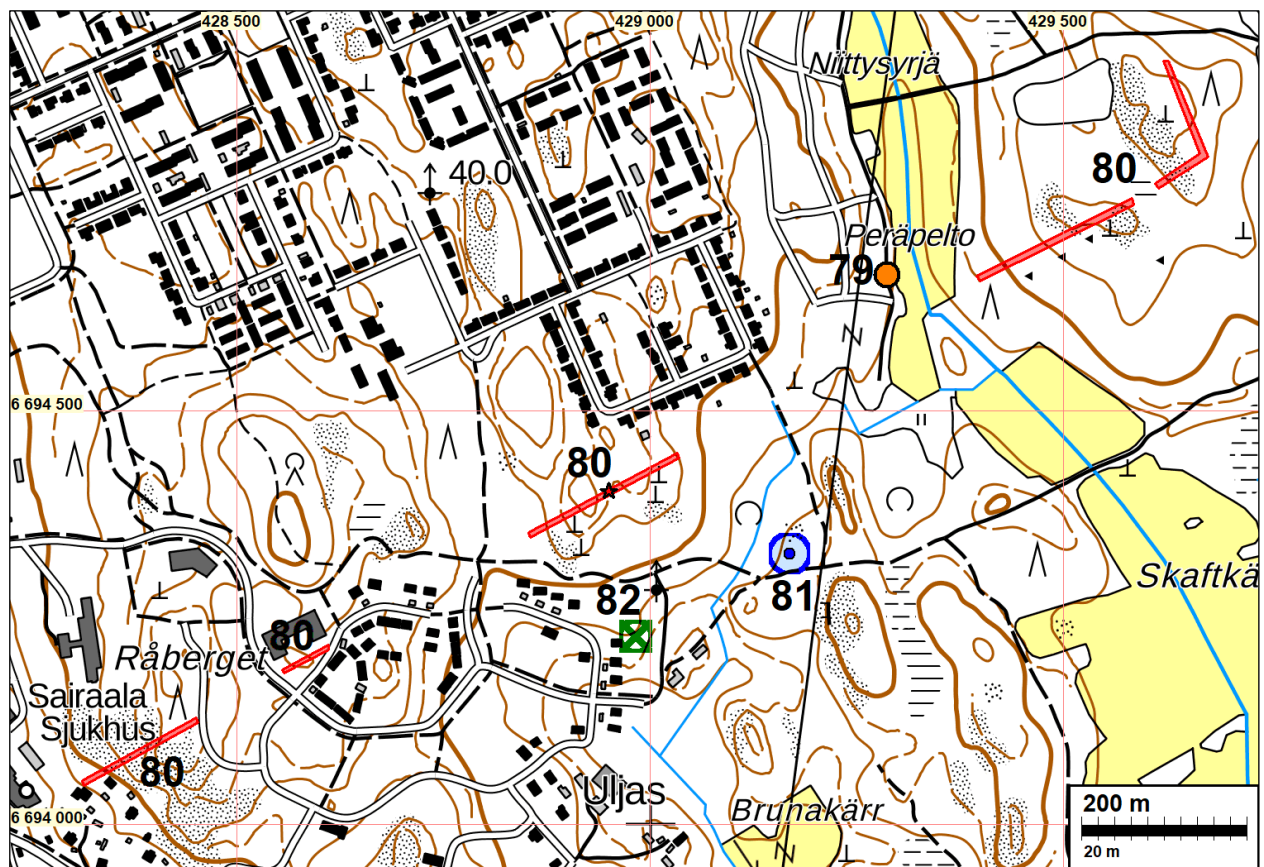 428 500
429 000
429 500
Niittysyrjä
40.0
80
Peräpelto
79
6 694 500
80
81
82
Skaftkä
80
Råberget
Sairaala
Sjukhus
80
Uljas
Brunakärr
6 694 000
200 m
20 m